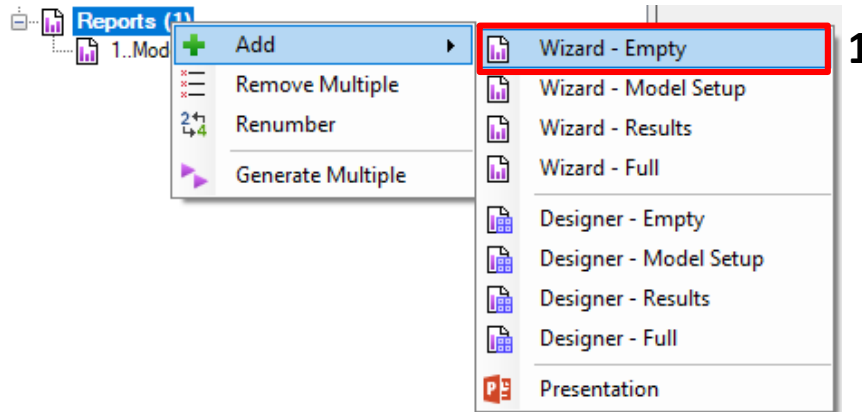 Reports (1)
1..Mod
Add
Remove Multiple
Renumber
Generate Multiple
Wizard - Empty
1
Wizard - Model Setup
Wizard - Results
Wizard - Full
Designer - Empty
Designer - Model Setup
Designer - Results
Designer - Full
Presentation